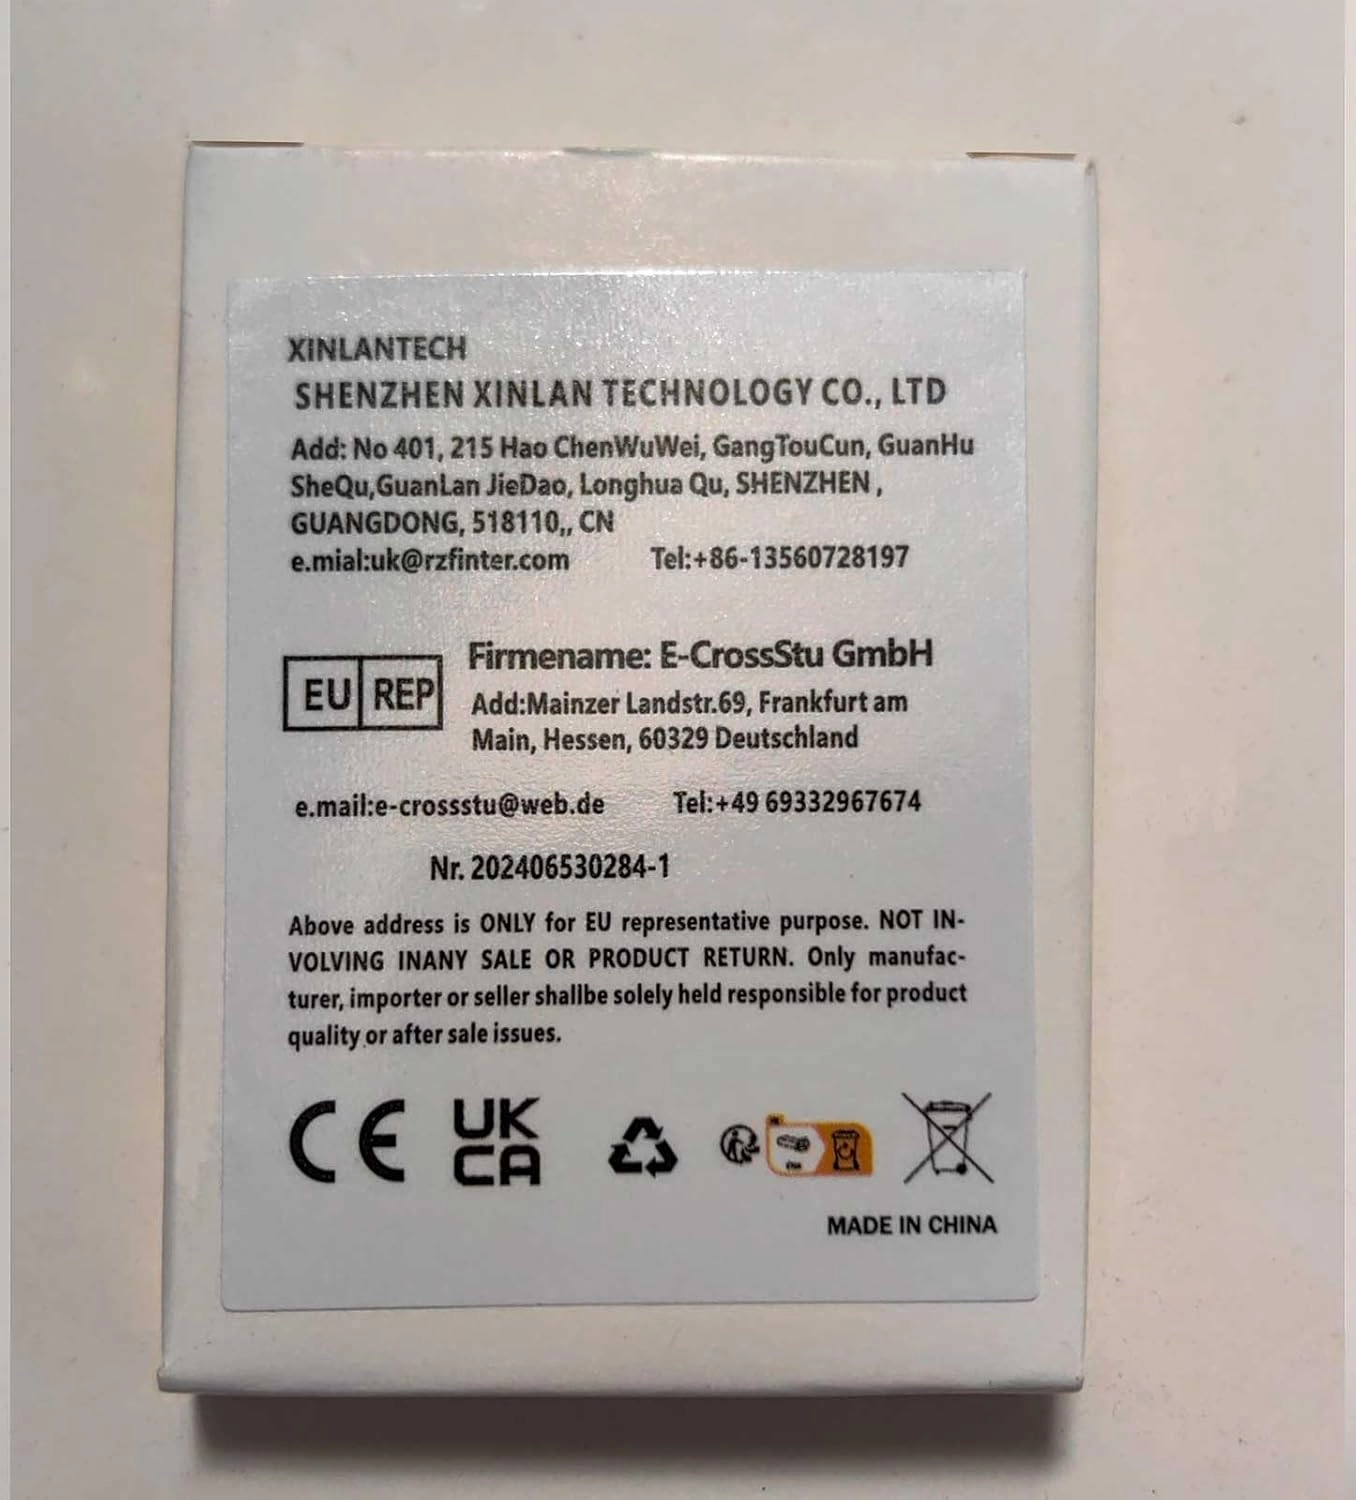 XINLANTECH
SHENZHEN XINLAN TECHNOLOGY CO., LTD
Add: No 401, 215 Hao ChenWuWei, GangTouCun, GuanHu
SheQu,GuanLan JieDao, Longhua Qu, SHENZHEN ,
GUANGDONG, 518110,, CN
e.mial:uk@rzfinter.com Tel:+86-13560728197
EU REP
Firmename: E-CrossStu GmbH
Add:Mainzer Landstr.69, Frankfurt am
Main, Hessen, 60329 Deutschland
e.mail:e-crossstu@web.de Tel:+49 69332967674
Nr. 202406530284-1
Above address is ONLY for EU representative purpose. NOT IN-
VOLVING INANY SALE OR PRODUCT RETURN. Only manufac-
turer, importer or seller shallbe solely held responsible for product
quality or after sale issues.
CE UK
CA
MADE IN CHINA